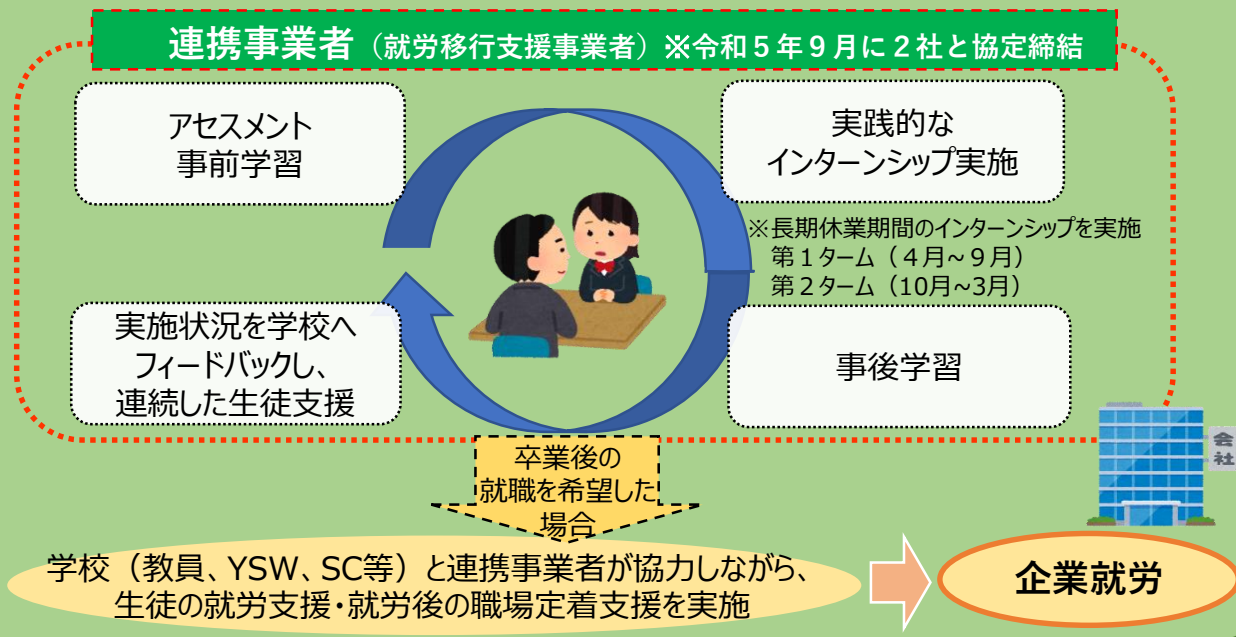 連携事業者（就労移行支援事業者）※令和５年９月に２社と協定締結
アセスメント
事前学習
実践的な
インターンシップ実施
※長期休業期間のインターンシップを実施
第１ターム（４月~９月）
第２ターム（10月~3月）
実施状況を学校へ
フィードバックし、
連続した生徒支援
事後学習
会社
卒業後の
就職を希望した
場合
学校（教員、YSW、SC等）と連携事業者が協力しながら、
生徒の就労支援・就労後の職場定着支援を実施
企業就労